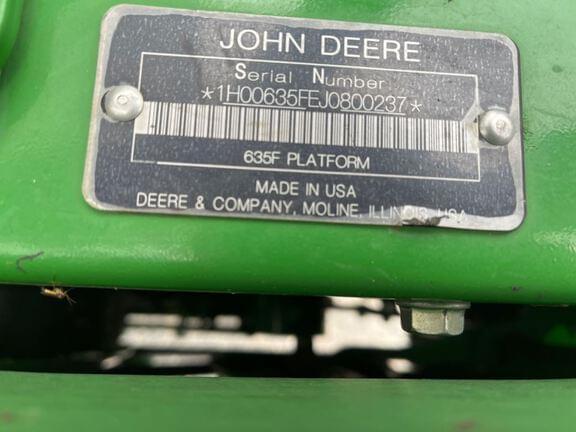 JOHN DEERE
Serial Number
*1H00635FEJ0800237*
635F PLATFORM
MADE IN USA
DEERE & COMPANY, MOLINE, ILLINOIS, USA